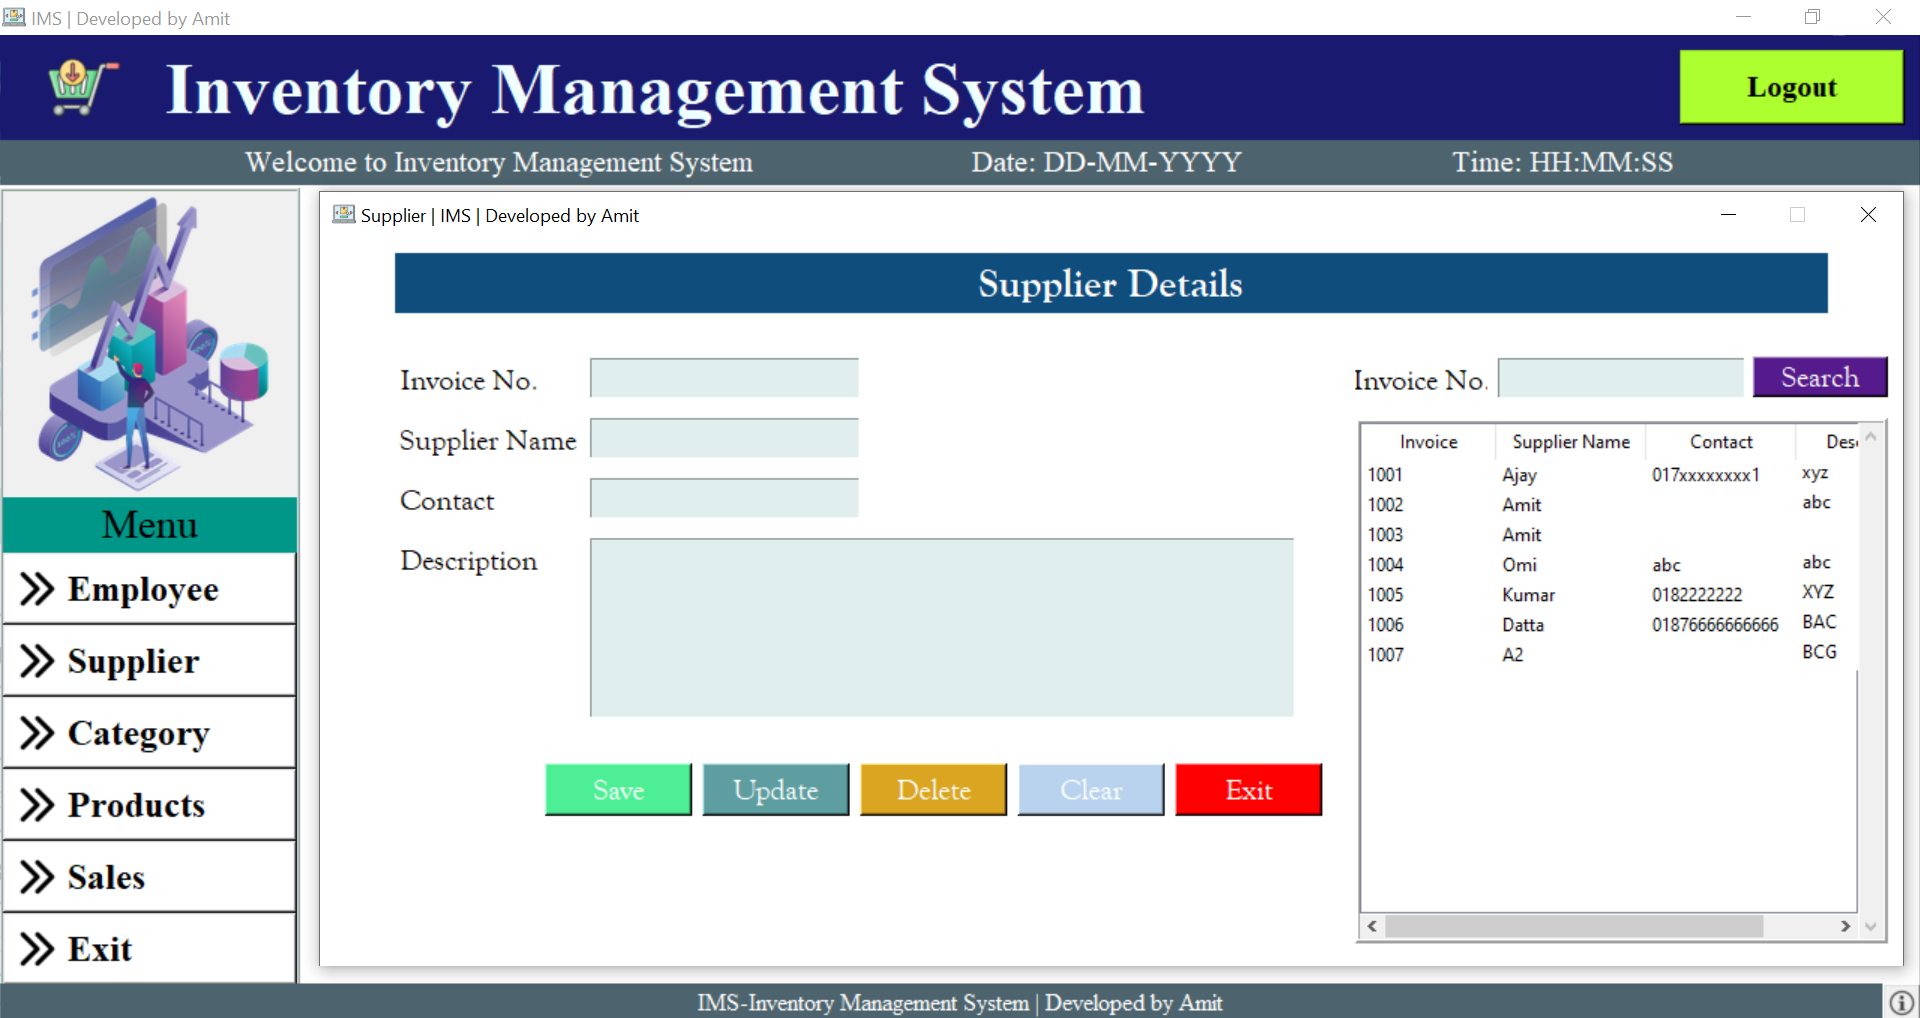 IMS | Developed by Amit
Inventory Management System
Logout
Welcome to Inventory Management System Date: DD-MM-YYYY Time: HH:MM:SS
Supplier | IMS | Developed by Amit
Supplier Details
Invoice No.
Supplier Name
Contact
Description
Save Update Delete Clear Exit
Invoice No. Search
Invoice Supplier Name Contact Des
1001 Ajay 017xxxxxxxx1 xyz
1002 Amit abc
1003 Amit
1004 Omi abc abc
1005 Kumar 0182222222 XYZ
1006 Datta 01876666666666 BAC
1007 A2 BCG
Menu
Employee
Supplier
Category
Products
Sales
Exit
IMS-Inventory Management System | Developed by Amit